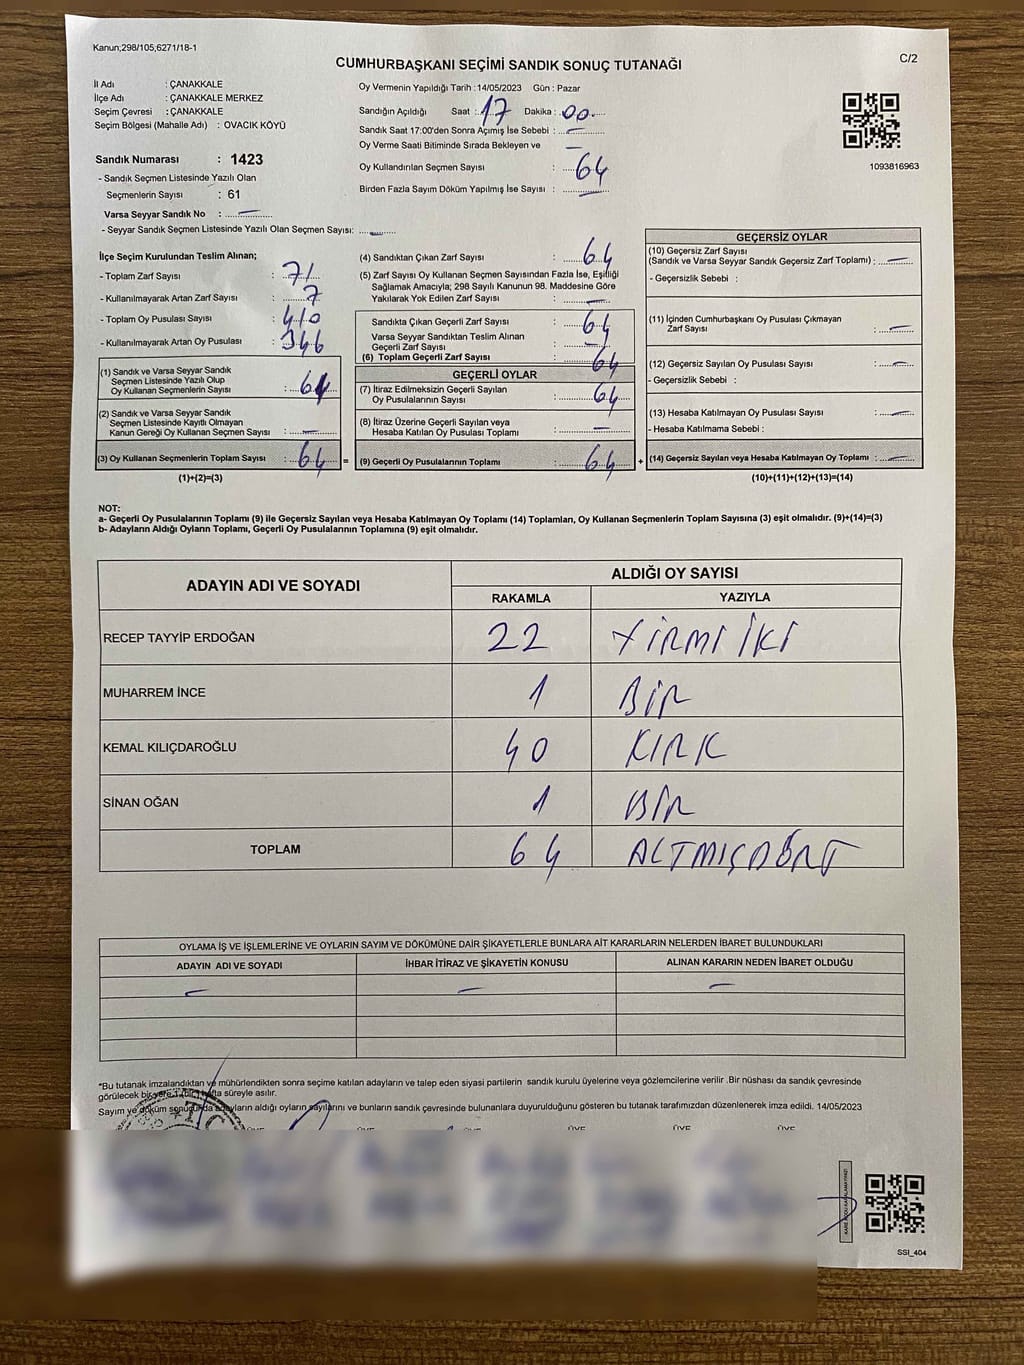 Kanun;298/105,6271/18-1
CUMHURBAŞKANI SEÇİMİ SANDIK SONUÇ TUTANAĞI
C/2
İl Adı : ÇANAKKALE
İlçe Adı : ÇANAKKALE MERKEZ
Seçim Çevresi : ÇANAKKALE
Seçim Bölgesi (Mahalle Adı) : OVACIK KÖYÜ
Sandık Numarası : 1423
- Sandık Seçmen Listesinde Yazılı Olan
Seçmenlerin Sayısı : 61
Varsa Seyyar Sandık No : —
- Seyyar Sandık Seçmen Listesinde Yazılı Olan Seçmen Sayısı: —
Oy Vermenin Yapıldığı Tarih : 14/05/2023 Gün : Pazar
Sandığın Açıldığı Saat : 17 Dakika : 00
Sandık Saat 17:00'den Sonra Açımış İse Sebebi : —
Oy Verme Saati Bitiminde Sırada Bekleyen ve —
Oy Kullandırılan Seçmen Sayısı : 64
Birden Fazla Sayım Döküm Yapılmış İse Sayısı : —
1093816963
İlçe Seçim Kurulundan Teslim Alınan;
- Toplam Zarf Sayısı : 71
- Kullanılmayarak Artan Zarf Sayısı : 7
- Toplam Oy Pusulası Sayısı : 410
- Kullanılmayarak Artan Oy Pusulası : 346
(1) Sandık ve Varsa Seyyar Sandık
Seçmen Listesinde Yazılı Olup
Oy Kullanan Seçmenlerin Sayısı : 64
(2) Sandık ve Varsa Seyyar Sandık
Seçmen Listesinde Kayıtlı Olmayan
Kanun Gereği Oy Kullanan Seçmen Sayısı : —
(3) Oy Kullanan Seçmenlerin Toplam Sayısı : 64 =
(1)+(2)=(3)
(4) Sandıktan Çıkan Zarf Sayısı : 64
(5) Zarf Sayısı Oy Kullanan Seçmen Sayısından Fazla İse, Eşitliği
Sağlamak Amacıyla; 298 Sayılı Kanunun 98. Maddesine Göre
Yakılarak Yok Edilen Zarf Sayısı : —
Sandıkta Çıkan Geçerli Zarf Sayısı : 64
Varsa Seyyar Sandıktan Teslim Alınan
Geçerli Zarf Sayısı : —
(6) Toplam Geçerli Zarf Sayısı : 64
GEÇERLİ OYLAR
(7) İtiraz Edilmeksizin Geçerli Sayılan
Oy Pusulalarının Sayısı : 64
(8) İtiraz Üzerine Geçerli Sayılan veya
Hesaba Katılan Oy Pusulası Toplamı : —
(9) Geçerli Oy Pusulalarının Toplamı : 64 +
GEÇERSİZ OYLAR
(10) Geçersiz Zarf Sayısı
(Sandık ve Varsa Seyyar Sandık Geçersiz Zarf Toplamı) : —
- Geçersizlik Sebebi :
(11) İçinden Cumhurbaşkanı Oy Pusulası Çıkmayan
Zarf Sayısı : —
(12) Geçersiz Sayılan Oy Pusulası Sayısı : —
- Geçersizlik Sebebi :
(13) Hesaba Katılmayan Oy Pusulası Sayısı : —
- Hesaba Katılmama Sebebi :
(14) Geçersiz Sayılan veya Hesaba Katılmayan Oy Toplamı : —
(10)+(11)+(12)+(13)=(14)
NOT:
a- Geçerli Oy Pusulalarının Toplamı (9) ile Geçersiz Sayılan veya Hesaba Katılmayan Oy Toplamı (14) Toplamları, Oy Kullanan Seçmenlerin Toplam Sayısına (3) eşit olmalıdır. (9)+(14)=(3)
b- Adayların Aldığı Oyların Toplamı, Geçerli Oy Pusulalarının Toplamına (9) eşit olmalıdır.
ADAYIN ADI VE SOYADI ALDIĞI OY SAYISI
RAKAMLA YAZIYLA
RECEP TAYYİP ERDOĞAN 22 YİRMİ İKİ
MUHARREM İNCE 1 BİR
KEMAL KILIÇDAROĞLU 40 KIRK
SİNAN OĞAN 1 BİR
TOPLAM 64 ALTMIŞDÖRT
OYLAMA İŞ VE İŞLEMLERİNE VE OYLARIN SAYIM VE DÖKÜMÜNE DAİR ŞİKAYETLERLE BUNLARA AİT KARARLARIN NELERDEN İBARET BULUNDUKLARI
ADAYIN ADI VE SOYADI İHBAR İTİRAZ VE ŞİKAYETİN KONUSU ALINAN KARARIN NEDEN İBARET OLDUĞU
— — —
*Bu tutanak imzalandıktan ve mühürlendikten sonra seçime katılan adayların ve talep eden siyasi partilerin sandık kurulu üyelerine veya gözlemcilerine verilir .Bir nüshası da sandık çevresinde
görülecek bir yere 1 (bir) hafta süreyle asılır.
Sayım ve döküm sonucunda adayların aldığı oyların sayılarını ve bunların sandık çevresinde bulunanlara duyurulduğunu gösteren bu tutanak tarafımızdan düzenlenerek imza edildi. 14/05/2023
ÜYE ÜYE ÜYE ÜYE ÜYE
SSI_404